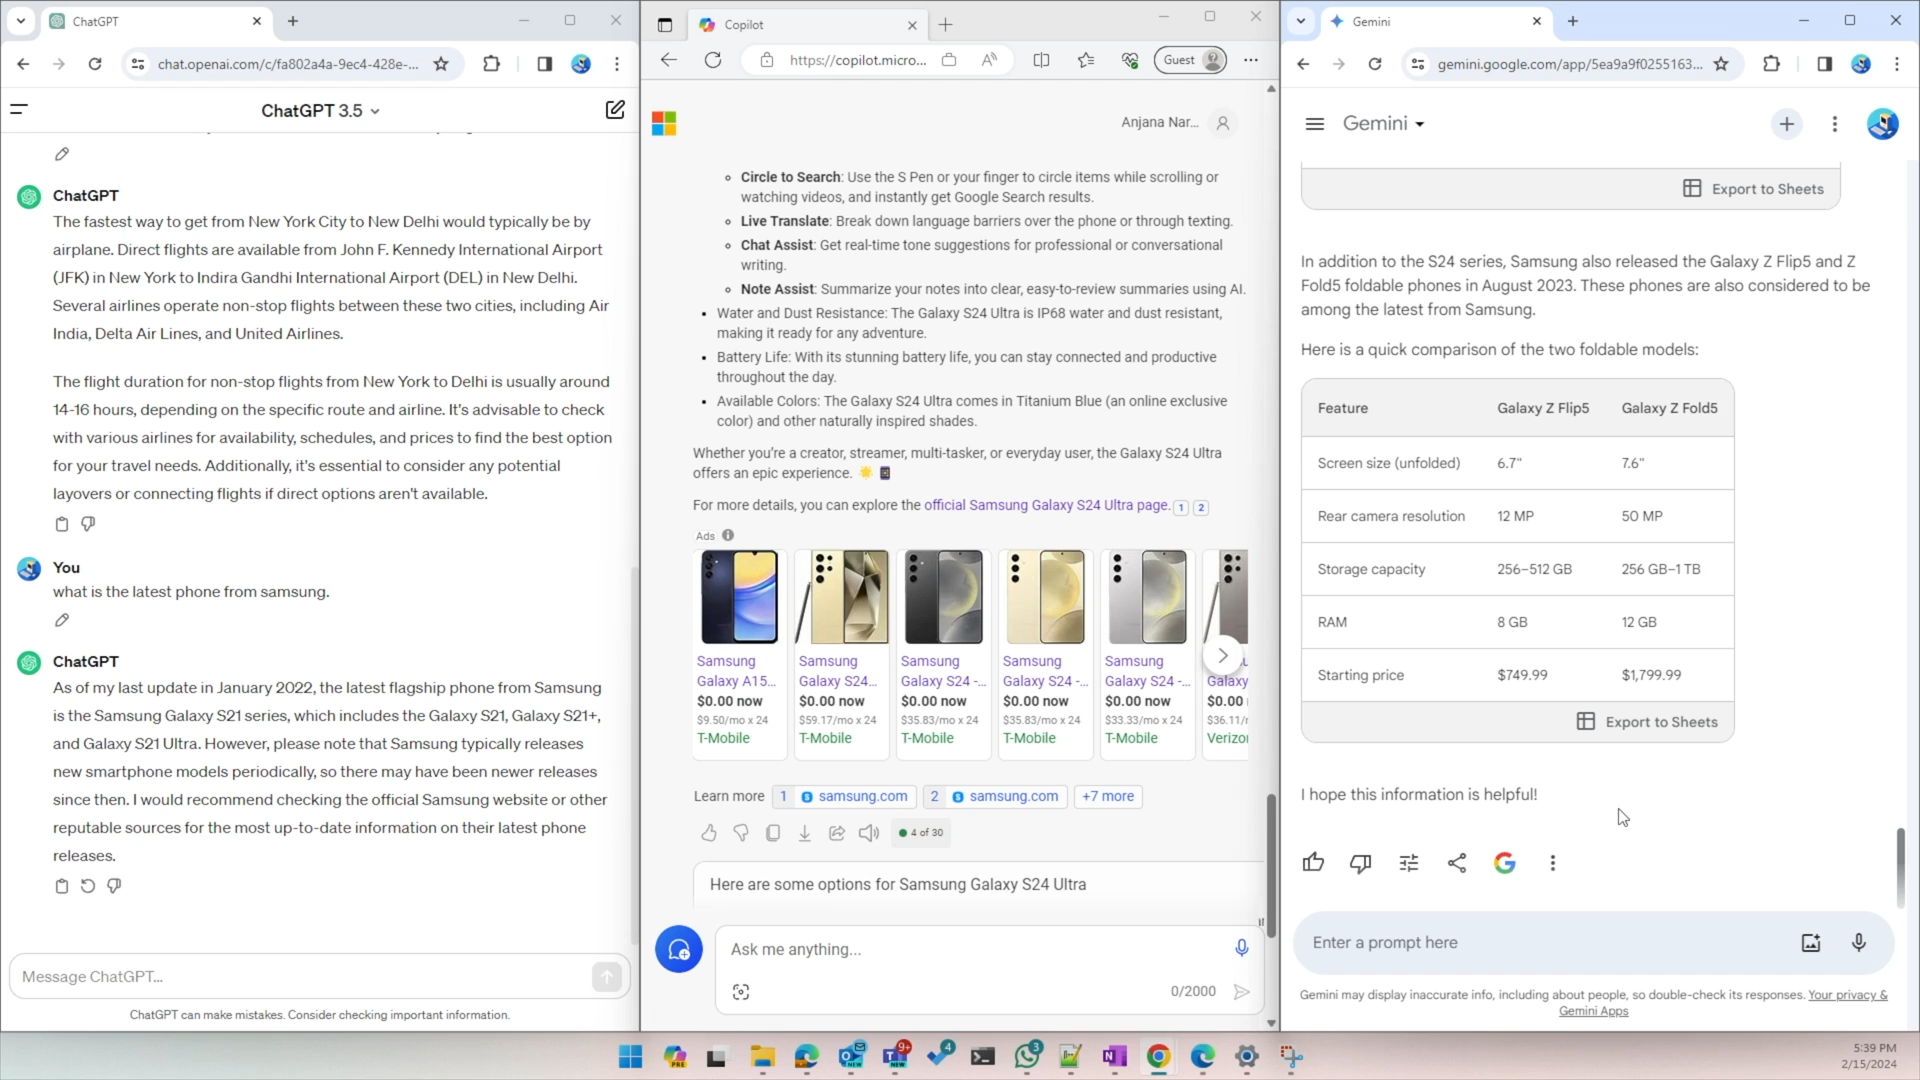 ChatGPT
chat.openai.com/c/fa802a4a-9ec4-428e-...
ChatGPT 3.5
ChatGPT
The fastest way to get from New York City to New Delhi would typically be by
airplane. Direct flights are available from John F. Kennedy International Airport
(JFK) in New York to Indira Gandhi International Airport (DEL) in New Delhi.
Several airlines operate non-stop flights between these two cities, including Air
India, Delta Air Lines, and United Airlines.
The flight duration for non-stop flights from New York to Delhi is usually around
14-16 hours, depending on the specific route and airline. It's advisable to check
with various airlines for availability, schedules, and prices to find the best option
for your travel needs. Additionally, it's essential to consider any potential
layovers or connecting flights if direct options aren't available.
You
what is the latest phone from samsung.
ChatGPT
As of my last update in January 2022, the latest flagship phone from Samsung
is the Samsung Galaxy S21 series, which includes the Galaxy S21, Galaxy S21+,
and Galaxy S21 Ultra. However, please note that Samsung typically releases
new smartphone models periodically, so there may have been newer releases
since then. I would recommend checking the official Samsung website or other
reputable sources for the most up-to-date information on their latest phone
releases.
Message ChatGPT...
ChatGPT can make mistakes. Consider checking important information.
Copilot
https://copilot.micro...
Guest
Anjana Nar...
Circle to Search: Use the S Pen or your finger to circle items while scrolling or
watching videos, and instantly get Google Search results.
Live Translate: Break down language barriers over the phone or through texting.
Chat Assist: Get real-time tone suggestions for professional or conversational
writing.
Note Assist: Summarize your notes into clear, easy-to-review summaries using AI.
Water and Dust Resistance: The Galaxy S24 Ultra is IP68 water and dust resistant,
making it ready for any adventure.
Battery Life: With its stunning battery life, you can stay connected and productive
throughout the day.
Available Colors: The Galaxy S24 Ultra comes in Titanium Blue (an online exclusive
color) and other naturally inspired shades.
Whether you're a creator, streamer, multi-tasker, or everyday user, the Galaxy S24 Ultra
offers an epic experience.
For more details, you can explore the official Samsung Galaxy S24 Ultra page. 1 2
Ads
Samsung Samsung Samsung Samsung Samsung
Galaxy A15... Galaxy S24... Galaxy S24 -... Galaxy S24 -... Galaxy S24 -... Galaxy
$0.00 now $0.00 now $0.00 now $0.00 now $0.00 now $0.00
$9.50/mo x 24 $59.17/mo x 24 $35.83/mo x 24 $35.83/mo x 24 $33.33/mo x 24 $36.11/
T-Mobile T-Mobile T-Mobile T-Mobile T-Mobile Verizo
Learn more 1 samsung.com 2 samsung.com +7 more
4 of 30
Here are some options for Samsung Galaxy S24 Ultra
Ask me anything...
0/2000
Gemini
gemini.google.com/app/5ea9a9f0255163...
Gemini
Export to Sheets
In addition to the S24 series, Samsung also released the Galaxy Z Flip5 and Z
Fold5 foldable phones in August 2023. These phones are also considered to be
among the latest from Samsung.
Here is a quick comparison of the two foldable models:
Feature Galaxy Z Flip5 Galaxy Z Fold5
Screen size (unfolded) 6.7" 7.6"
Rear camera resolution 12 MP 50 MP
Storage capacity 256–512 GB 256 GB–1 TB
RAM 8 GB 12 GB
Starting price $749.99 $1,799.99
Export to Sheets
I hope this information is helpful!
Enter a prompt here
Gemini may display inaccurate info, including about people, so double-check its responses. Your privacy &
Gemini Apps
PRE
NEW
9+
NEW
4
3
5:39 PM
2/15/2024